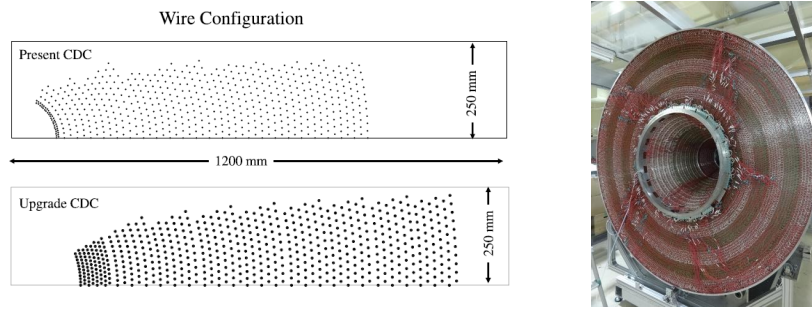 Wire Configuration
Present CDC
250 mm
1200 mm
Upgrade CDC
250 mm